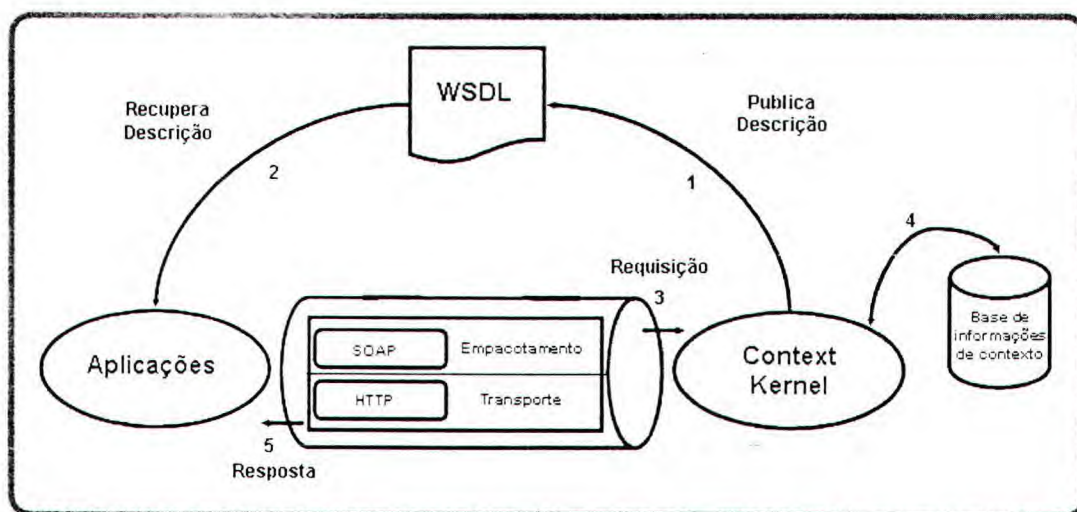 WSDL
Recupera
Descrição
2
Publica
Descrição
1
4
Requisição
3
Aplicações
SOAP Empacotamento
HTTP Transporte
Context
Kernel
Base de
informações
de contexto
5
Resposta